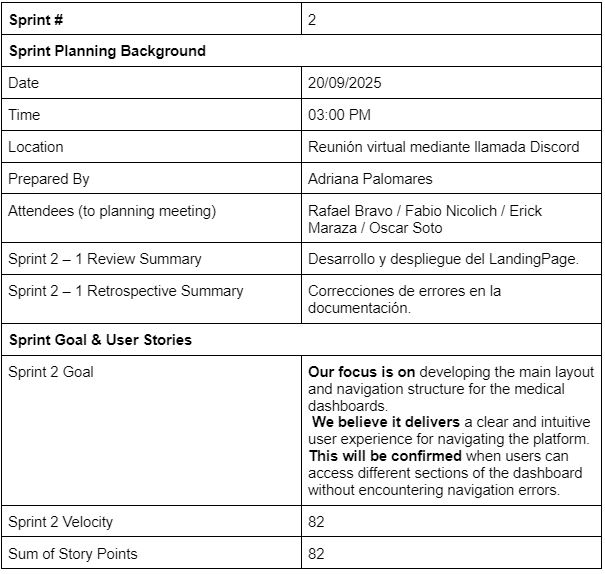 Sprint # 2
Sprint Planning Background
Date 20/09/2025
Time 03:00 PM
Location Reunión virtual mediante llamada Discord
Prepared By Adriana Palomares
Attendees (to planning meeting) Rafael Bravo / Fabio Nicolich / Erick
Maraza / Oscar Soto
Sprint 2 – 1 Review Summary Desarrollo y despliegue del LandingPage.
Sprint 2 – 1 Retrospective Summary Correcciones de errores en la
documentación.
Sprint Goal & User Stories
Sprint 2 Goal Our focus is on developing the main layout
and navigation structure for the medical
dashboards.
We believe it delivers a clear and intuitive
user experience for navigating the platform.
This will be confirmed when users can
access different sections of the dashboard
without encountering navigation errors.
Sprint 2 Velocity 82
Sum of Story Points 82